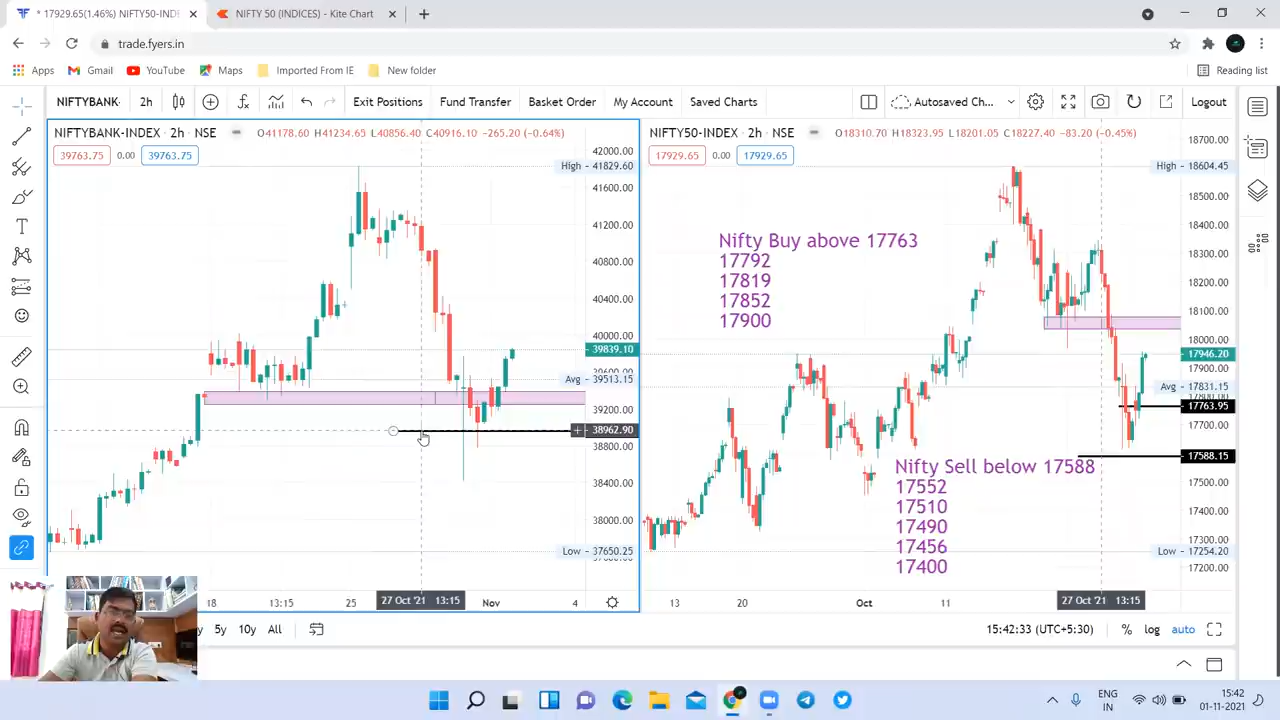 * 17929.65(1.46%) NIFTY50-IND
NIFTY 50 (INDICES) - Kite Chart
trade.fyers.in
Apps
Gmail
YouTube
Maps
Imported From IE
New folder
Reading list
NIFTYBANK-
2h
Exit Positions
Fund Transfer
Basket Order
My Account
Saved Charts
Autosaved Ch...
Logout
NIFTYBANK-INDEX • 2h • NSE
O41178.60 H41234.65 L40856.40 C40916.10 -265.20 (-0.64%)
39763.75 0.00 39763.75
42000.00
High - 41829.60
41600.00
41200.00
40800.00
40400.00
40000.00
39839.10
Avg - 39513.15
39200.00
38962.90
38800.00
38400.00
38000.00
Low - 37650.25
18 13:15 25 27 Oct '21 13:15 Nov 4
NIFTY50-INDEX • 2h • NSE
O18310.70 H18323.95 L18201.05 C18227.40 -83.20 (-0.45%)
17929.65 0.00 17929.65
18700.00
High - 18604.45
18500.00
18400.00
18300.00
18200.00
18100.00
18000.00
17946.20
17900.00
Avg - 17831.15
17763.95
17700.00
17588.15
17500.00
17400.00
17300.00
Low - 17254.20
17200.00
Nifty Buy above 17763
17792
17819
17852
17900
Nifty Sell below 17588
17552
17510
17490
17456
17400
13 20 Oct 11 27 Oct '21 13:15
5y 10y All
15:42:33 (UTC+5:30)
% log auto
ENG
IN
15:42
01-11-2021